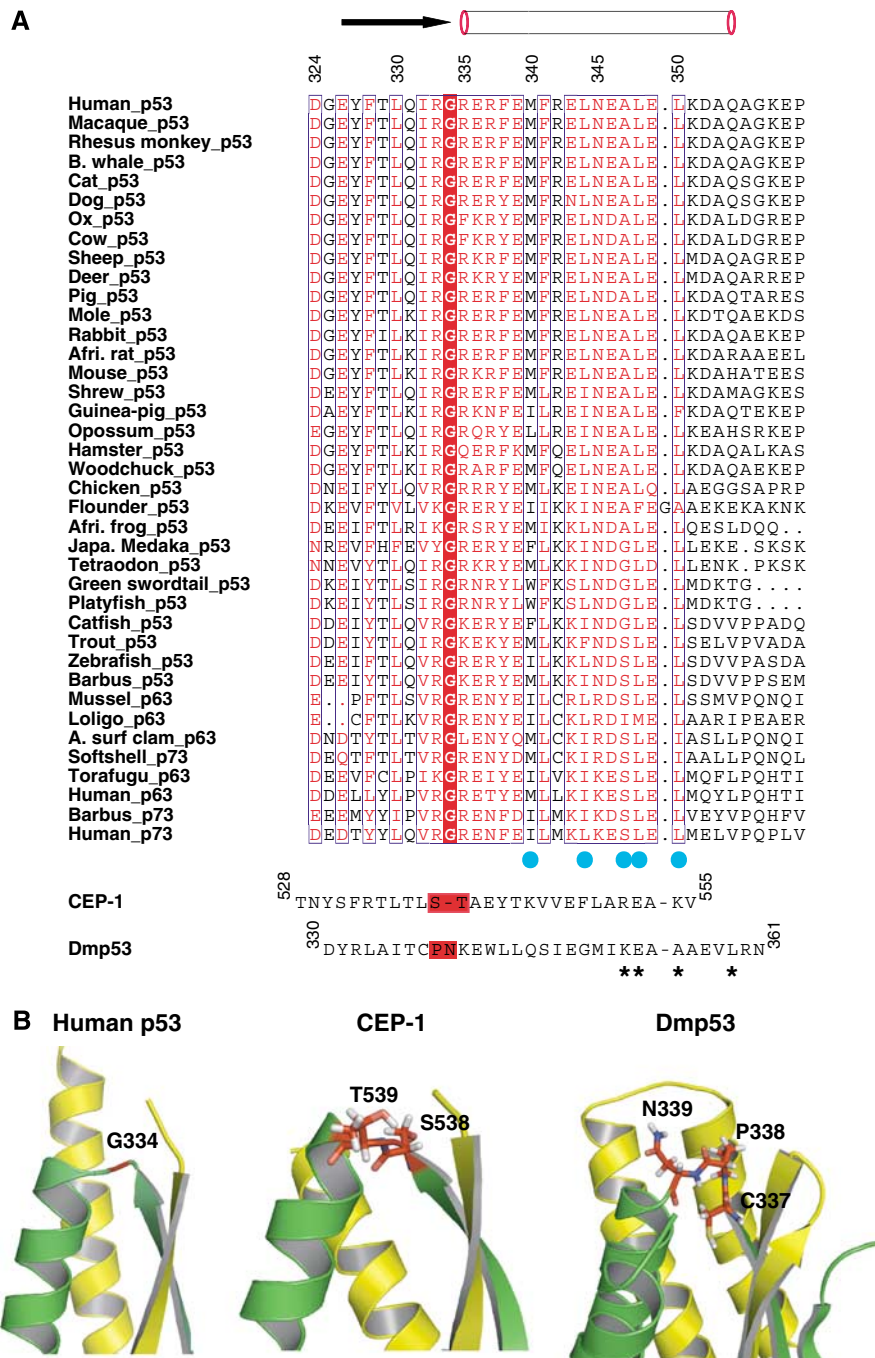 A
324 330 335 340 345 350
Human_p53 DGEYFTLQIRGRERFEMFRELNEALE.LKDAQAGKEP
Macaque_p53 DGEYFTLQIRGRERFEMFRELNEALE.LKDAQAGKEP
Rhesus monkey_p53 DGEYFTLQIRGRERFEMFRELNEALE.LKDAQAGKEP
B. whale_p53 DGEYFTLQIRGRERFEMFRELNEALE.LKDAQAGKEP
Cat_p53 DGEYFTLQIRGRERFEMFRELNEALE.LKDAQSGKEP
Dog_p53 DGEYFTLQIRGRERYEMFRNLNEALE.LKDAQSGKEP
Ox_p53 DGEYFTLQIRGFKRYEMFRELNDALE.LKDALDGREP
Cow_p53 DGEYFTLQIRGFKRYEMFRELNDALE.LKDALDGREP
Sheep_p53 DGEYFTLQIRGRKRYEMFRELNEALE.LMDAQAGREP
Deer_p53 DGEYFTLQIRGRKRYEMFRELNEALE.LMDAQARREP
Pig_p53 DGEYFTLQIRGRERFEMFRELNDALE.LKDAQTARES
Mole_p53 DGEYFTLQIRGRERFEMFRELNDALE.LKDTQAEKDS
Rabbit_p53 DGEYFILKIRGRERFEMFRELNEALE.LKDAQAEKEP
Afri. rat_p53 DGEYFTLKIRGRERFEMFRELNEALE.LKDARAAEEL
Mouse_p53 DGEYFTLKIRGRKRFEMFRELNEALE.LKDAHATEES
Shrew_p53 DEEYFTLQIRGRERFEMLREINEALE.LKDAMAGKES
Guinea-pig_p53 DAEYFTLKIRGRKNFEILREINEALE.FKDAQTEKEP
Opossum_p53 EGEYFTLQIRGRQRYELLREINEALE.LKEAHSRKEP
Hamster_p53 DGEYFTLKIRGQERFKMFQELNEALE.LKDAQALKAS
Woodchuck_p53 DGEYFTLKIRGRARFEMFQELNEALE.LKDAQAEKEP
Chicken_p53 DNEIFYLQVRGRRRYEMLKEINEALQ.LAEGGSAPRP
Flounder_p53 DKEVFTVLVKGRERYEIIKKINEAFEGAAEKEKAKNK
Afri. frog_p53 DEEIFTLRIKGRSRYEMIKKLNDALE.LQESLDQQ..
Japa. Medaka_p53 NREVFHFEVYGRERYEFLKKINDGLE.LLEKE.SKSK
Tetraodon_p53 DNEVYTLQIRGRKRYEMLKKINDGLD.LLENK.PKSK
Green swordtail_p53 DKEIYTLSIRGRNRYLWFKSLNDGLE.LMDKTG....
Platyfish_p53 DKEIYTLSIRGRNRYLWFKSLNDGLE.LMDKTG....
Catfish_p53 DDEIYTLQVRGKERYEFLKKINDGLE.LSDVVPPADQ
Trout_p53 DEEIYTLQIRGKEKYEMLKKFNDSLE.LSELVPVADA
Zebrafish_p53 DEEIFTLQVRGRERYEILKKLNDSLE.LSDVVPASDA
Barbus_p53 DEEIYTLQVRGKERYEMLKKINDSLE.LSDVVPPSEM
Mussel_p63 E..PFTLSVRGRENYEILCRLRDSLE.LSSMVPQNQI
Loligo_p63 E..CFTLKVRGRENYEILCKLRDIME.LAARIPEAER
A. surf clam_p63 DNDTYTLTVRGLENYQMLCKIRDSLE.IASLLPQNQI
Softshell_p73 DEQTFTLTVRGRENYDMLCKIRDSLE.IAALLPQNQL
Torafugu_p63 DEEVFCLPIKGREIYEILVKIKESLE.LMQFLPQHTI
Human_p63 DDELLYLPVRGRETYEMLLKIKESLE.LMQYLPQHTI
Barbus_p73 EEEMYYIPVRGRENFDILMKIKDSLE.LVEYVPQHFV
Human_p73 DEDTYYLQVRGRENFEILMKLKESLE.LMELVPQPLV
CEP-1 528 TNYSFRTLTLS-TAEYTKVVEFLAREA-KV 555
Dmp53 330 DYRLAITCPNKEWLLQSIEGMIKEA-AAEVLRN 361
** * *
B Human p53 CEP-1 Dmp53
G334
T539
S538
N339
P338
C337